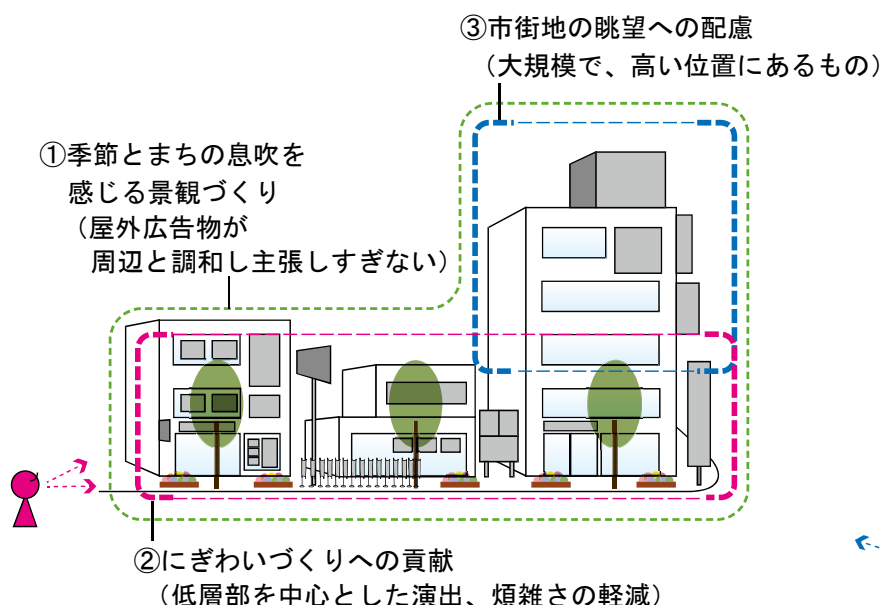 ③市街地の眺望への配慮
（大規模で、高い位置にあるもの）
①季節とまちの息吹を
感じる景観づくり
（屋外広告物が
周辺と調和し主張しすぎない）
②にぎわいづくりへの貢献
（低層部を中心とした演出、煩雑さの軽減）